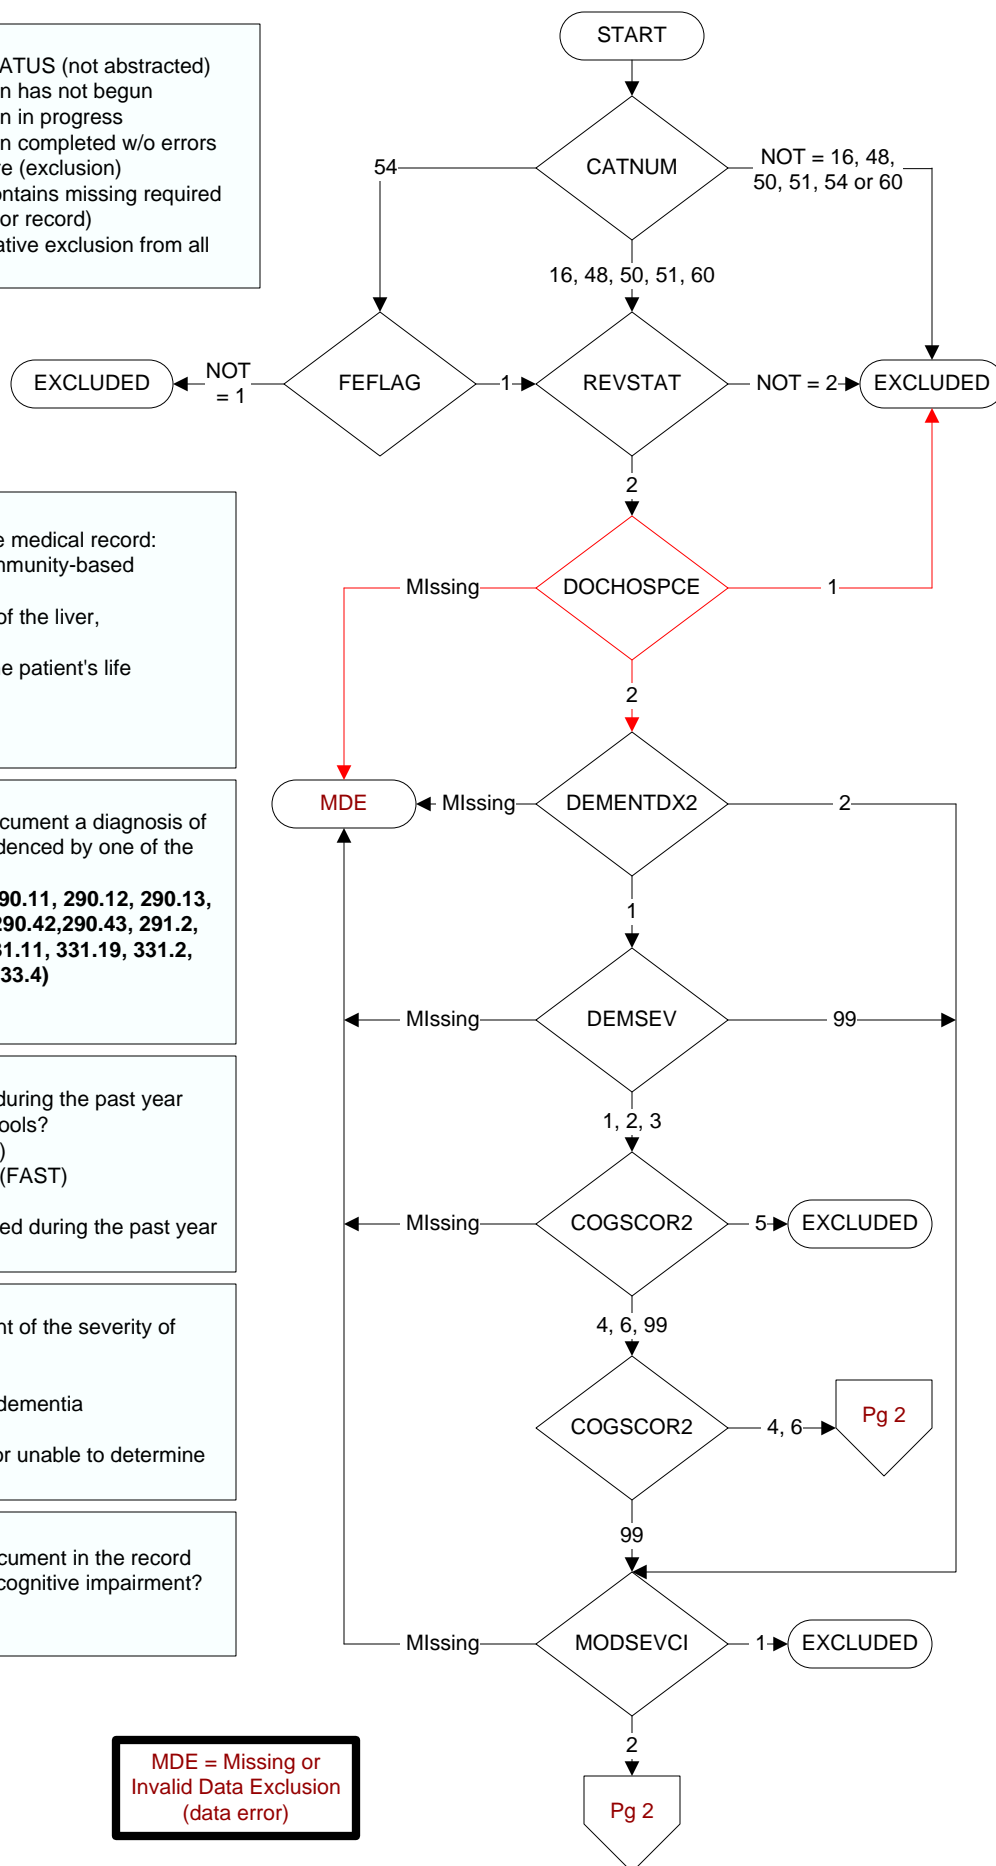 START
ATUS (not abstracted)
n has not begun
n in progress
n completed w/o errors
re (exclusion)
ontains missing required
or record)
ative exclusion from all
54
CATNUM
NOT = 16, 48,
50, 51, 54 or 60
16, 48, 50, 51, 60
EXCLUDED
NOT
= 1
FEFLAG
1
REVSTAT
NOT = 2
EXCLUDED
2
e medical record:
mmunity-based
of the liver,
he patient's life
MIssing
DOCHOSPCE
1
2
MDE
MIssing
DEMENTDX2
2
1
ocument a diagnosis of
idenced by one of the
90.11, 290.12, 290.13,
290.42,290.43, 291.2,
31.11, 331.19, 331.2,
33.4)
MIssing
DEMSEV
99
1, 2, 3
during the past year
ools?
)
(FAST)
ed during the past year
MIssing
COGSCOR2
5
EXCLUDED
4, 6, 99
nt of the severity of
dementia
or unable to determine
COGSCOR2
4, 6
Pg 2
99
ocument in the record
cognitive impairment?
MIssing
MODSEVCI
1
EXCLUDED
2
MDE = Missing or
Invalid Data Exclusion
(data error)
Pg 2